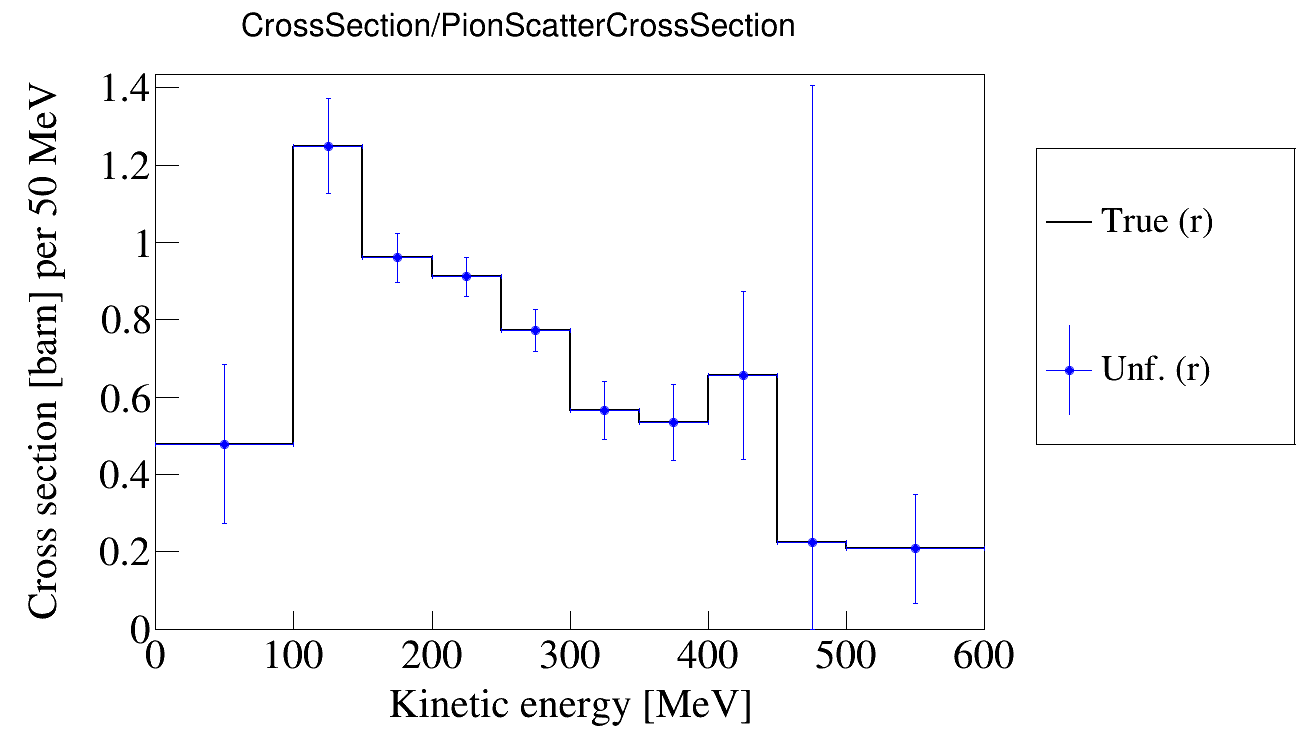 CrossSection/PionScatterCrossSection
Cross section [barn] per 50 MeV
1.4
1.2
1
0.8
0.6
0.4
0.2
0
0 100 200 300 400 500 600
Kinetic energy [MeV]
True (r)
Unf. (r)